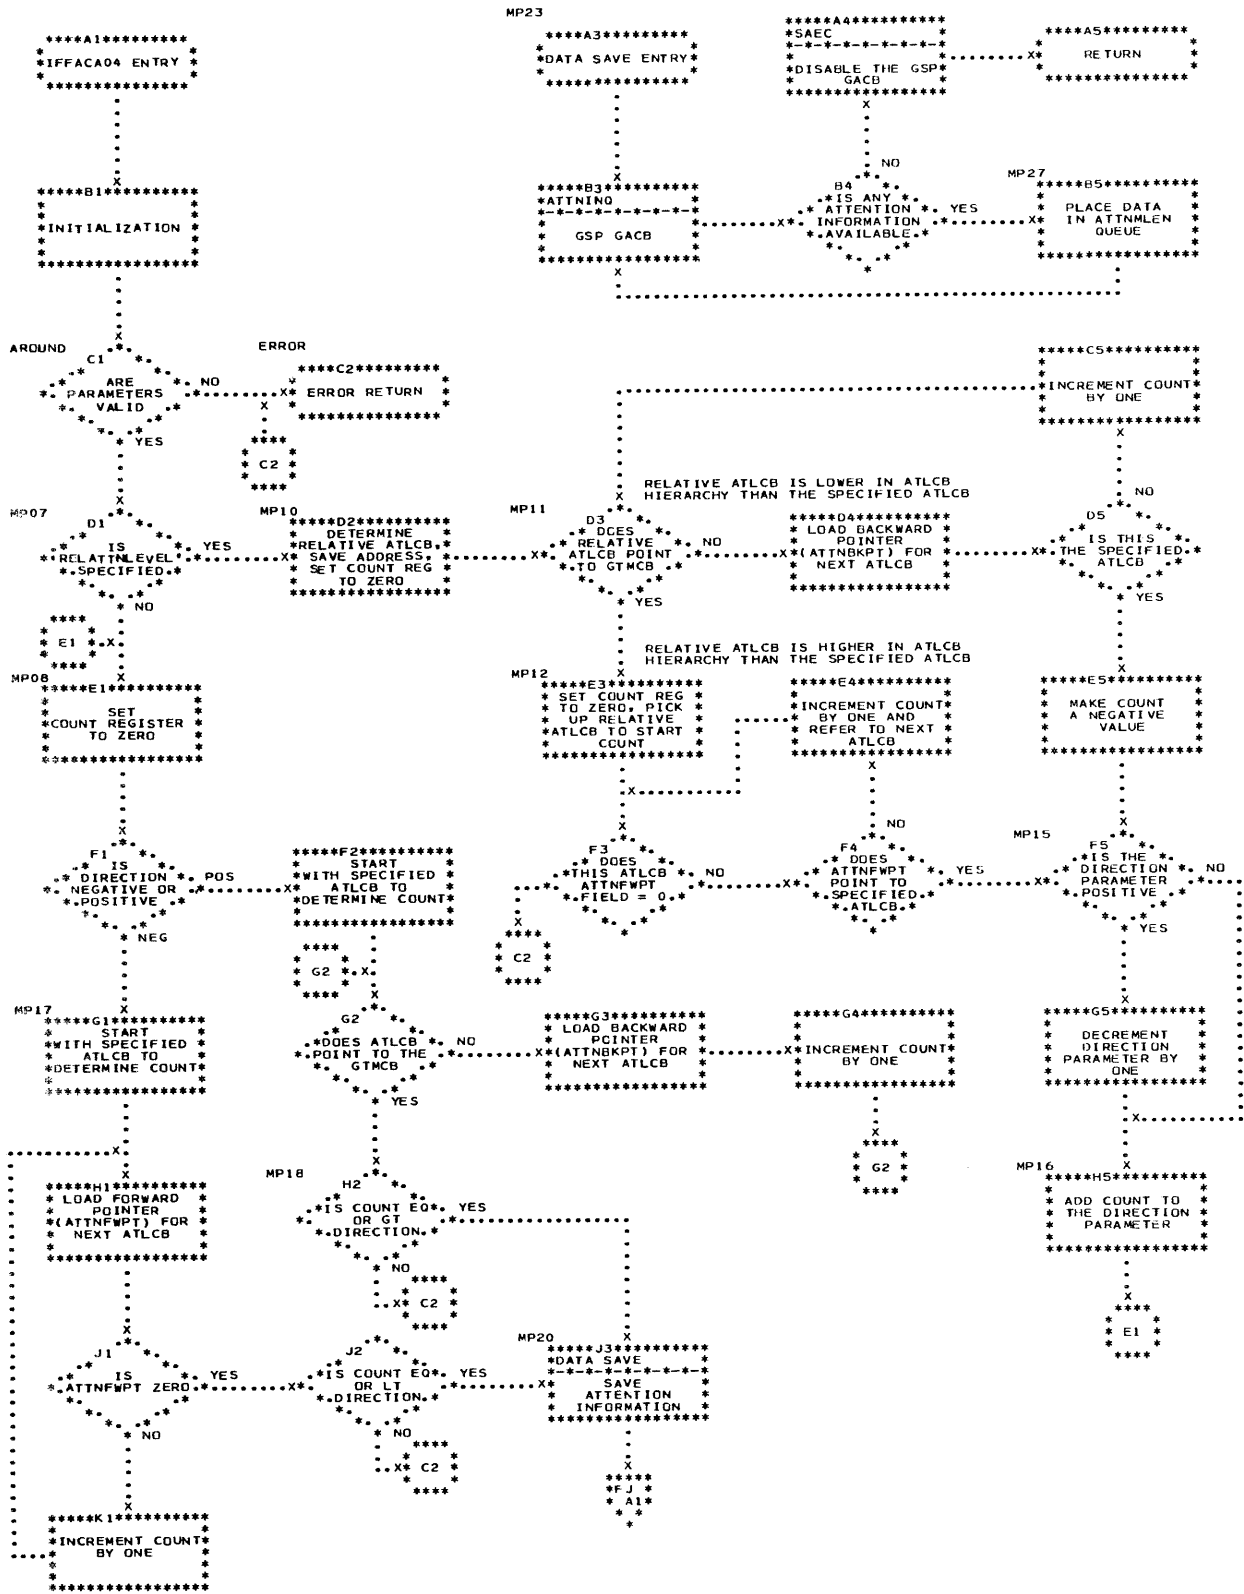 MP23
A1
IFFACA04 ENTRY
A3
DATA SAVE ENTRY
A4
SAEC
DISABLE THE GSP
GACB
A5
RETURN
NO
B1
INITIALIZATION
B3
ATTNINQ
GSP GACB
B4
IS ANY
ATTENTION
INFORMATION
AVAILABLE
YES
MP27
B5
PLACE DATA
IN ATTNMLEN
QUEUE
AROUND
C1
ARE
PARAMETERS
VALID
NO
YES
ERROR
C2
ERROR RETURN
C2
C5
INCREMENT COUNT
BY ONE
NO
RELATIVE ATLCB IS LOWER IN ATLCB
HIERARCHY THAN THE SPECIFIED ATLCB
MP07
D1
IS
RELATTNLEVEL
SPECIFIED
YES
NO
MP10
D2
DETERMINE
RELATIVE ATLCB,
SAVE ADDRESS
SET COUNT REG
TO ZERO
MP11
D3
DOES
RELATIVE
ATLCB POINT
TO GTMCB
NO
YES
D4
LOAD BACKWARD
POINTER
(ATTNBKPT) FOR
NEXT ATLCB
D5
IS THIS
THE SPECIFIED
ATLCB
YES
E1
RELATIVE ATLCB IS HIGHER IN ATLCB
HIERARCHY THAN THE SPECIFIED ATLCB
MP08
E1
SET
COUNT REGISTER
TO ZERO
MP12
E3
SET COUNT REG
TO ZERO, PICK
UP RELATIVE
ATLCB TO START
COUNT
E4
INCREMENT COUNT
BY ONE AND
REFER TO NEXT
ATLCB
NO
E5
MAKE COUNT
A NEGATIVE
VALUE
F1
IS
DIRECTION
NEGATIVE OR
POSITIVE
POS
NEG
F2
START
WITH SPECIFIED
ATLCB TO
DETERMINE COUNT
F3
DOES
THIS ATLCB
ATTNFWPT
FIELD = 0
NO
C2
F4
DOES
ATTNFWPT
POINT TO
SPECIFIED
ATLCB
YES
MP15
F5
IS THE
DIRECTION
PARAMETER
POSITIVE
NO
YES
G2
MP17
G1
START
WITH SPECIFIED
ATLCB TO
DETERMINE COUNT
G2
DOES ATLCB
POINT TO THE
GTMCB
NO
YES
G3
LOAD BACKWARD
POINTER
(ATTNBKPT) FOR
NEXT ATLCB
G4
INCREMENT COUNT
BY ONE
G2
G5
DECREMENT
DIRECTION
PARAMETER BY
ONE
H1
LOAD FORWARD
POINTER
(ATTNFWPT) FOR
NEXT ATLCB
MP18
H2
IS COUNT EQ
OR GT
DIRECTION
YES
NO
C2
MP16
H5
ADD COUNT TO
THE DIRECTION
PARAMETER
E1
J1
IS
ATTNFWPT ZERO
YES
NO
J2
IS COUNT EQ
OR LT
DIRECTION
YES
NO
C2
MP20
J3
DATA SAVE
SAVE
ATTENTION
INFORMATION
FJ
A1
K1
INCREMENT COUNT
BY ONE